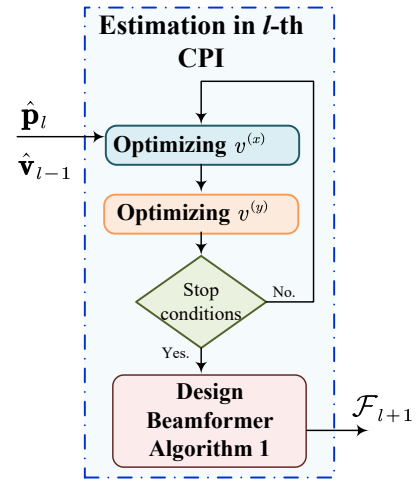 Estimation in l-th
CPI
p̂_l
v̂_{l−1}
Optimizing v^{(x)}
Optimizing v^{(y)}
Stop
conditions
No.
Yes.
Design
Beamformer
Algorithm 1
ℱ_{l+1}